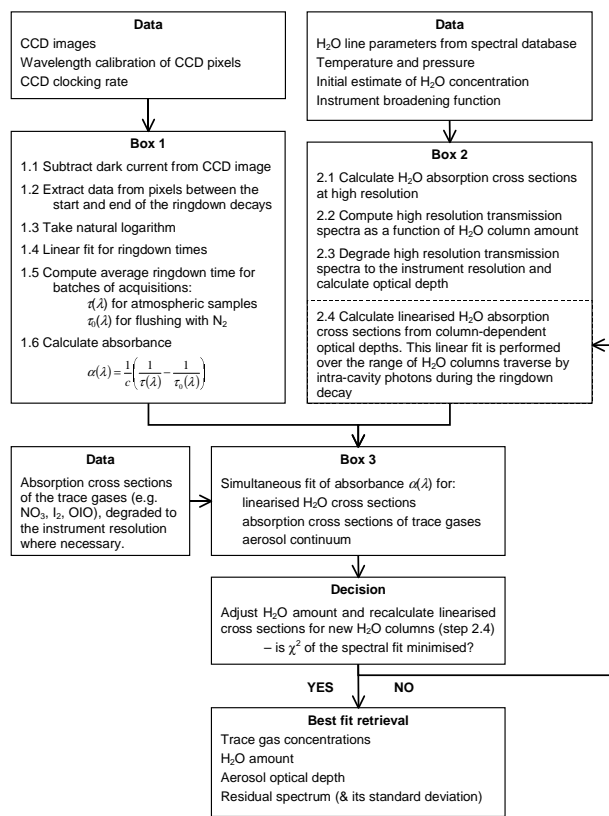 Data
CCD images
Wavelength calibration of CCD pixels
CCD clocking rate
Data
H₂O line parameters from spectral database
Temperature and pressure
Initial estimate of H₂O concentration
Instrument broadening function
Box 1
1.1 Subtract dark current from CCD image
1.2 Extract data from pixels between the
start and end of the ringdown decays
1.3 Take natural logarithm
1.4 Linear fit for ringdown times
1.5 Compute average ringdown time for
batches of acquisitions:
τ(λ) for atmospheric samples
τ₀(λ) for flushing with N₂
1.6 Calculate absorbance
α(λ) = 1/c (1/τ(λ) − 1/τ₀(λ))
Box 2
2.1 Calculate H₂O absorption cross sections
at high resolution
2.2 Compute high resolution transmission
spectra as a function of H₂O column amount
2.3 Degrade high resolution transmission
spectra to the instrument resolution and
calculate optical depth
2.4 Calculate linearised H₂O absorption
cross sections from column-dependent
optical depths. This linear fit is performed
over the range of H₂O columns traverse by
intra-cavity photons during the ringdown
decay
Data
Absorption cross sections
of the trace gases (e.g.
NO₃, I₂, OIO), degraded to
the instrument resolution
where necessary.
Box 3
Simultaneous fit of absorbance α(λ) for:
linearised H₂O cross sections
absorption cross sections of trace gases
aerosol continuum
Decision
Adjust H₂O amount and recalculate linearised
cross sections for new H₂O columns (step 2.4)
– is χ² of the spectral fit minimised?
YES NO
Best fit retrieval
Trace gas concentrations
H₂O amount
Aerosol optical depth
Residual spectrum (& its standard deviation)